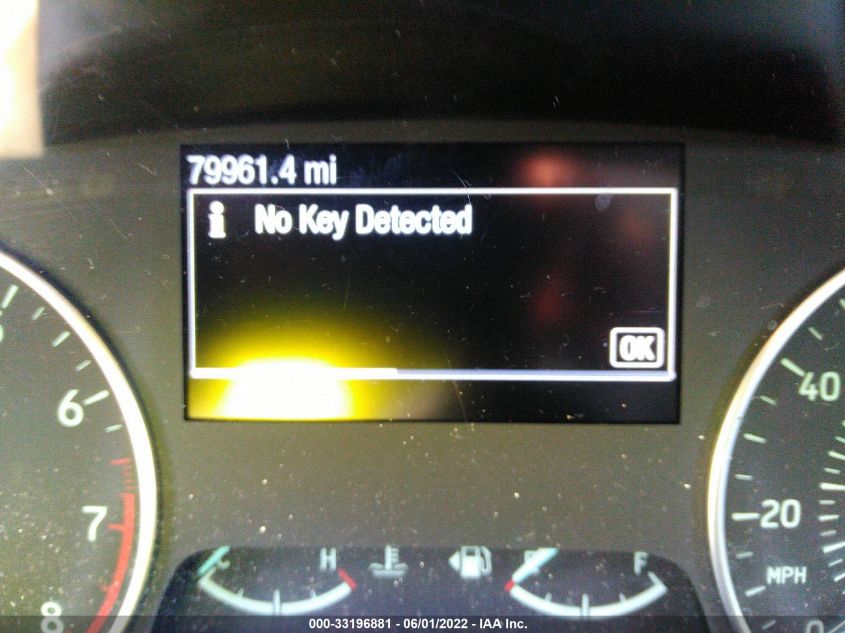 79961.4 mi
i No Key Detected
OK
6
7
8
40
20
MPH
0
C H
F
000-33196881 - 06/01/2022 - IAA Inc.